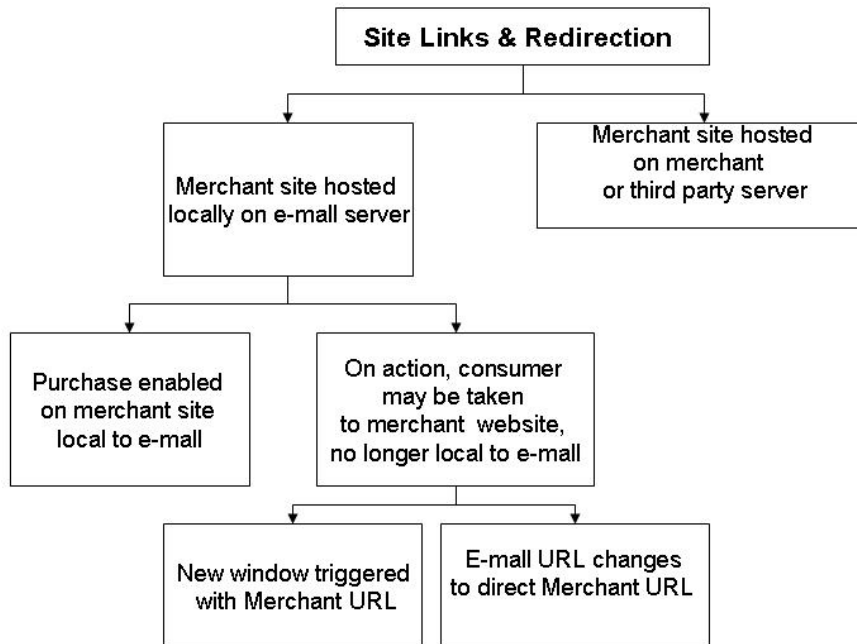 Site Links & Redirection
Merchant site hosted
locally on e-mall server
Merchant site hosted
on merchant
or third party server
Purchase enabled
on merchant site
local to e-mall
On action, consumer
may be taken
to merchant website,
no longer local to e-mall
New window triggered
with Merchant URL
E-mall URL changes
to direct Merchant URL